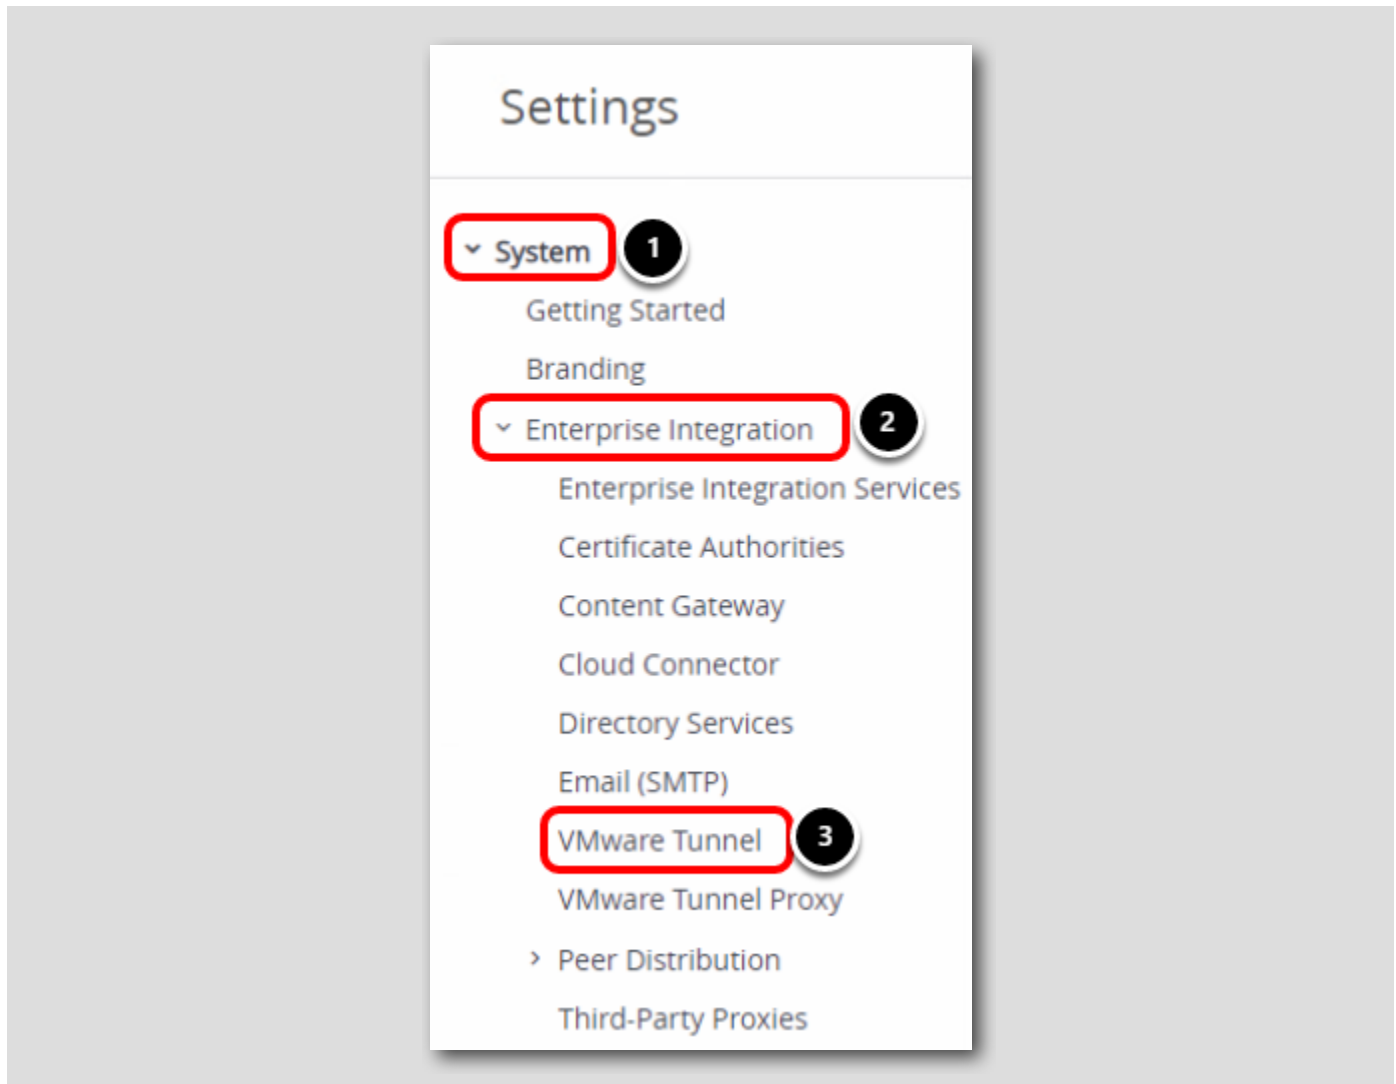 Settings
System 1
Getting Started
Branding
Enterprise Integration 2
Enterprise Integration Services
Certificate Authorities
Content Gateway
Cloud Connector
Directory Services
Email (SMTP)
VMware Tunnel 3
VMware Tunnel Proxy
Peer Distribution
Third-Party Proxies